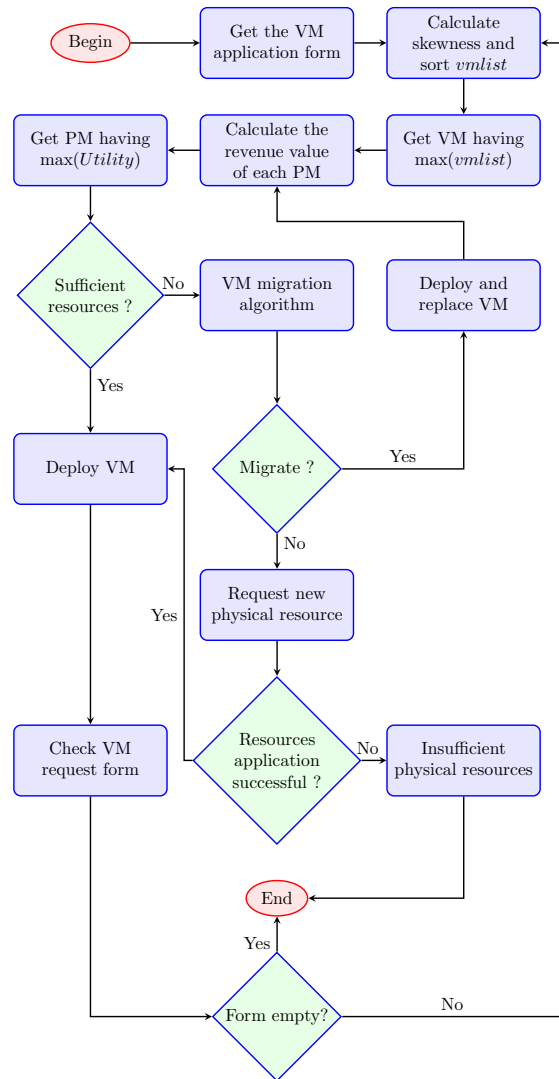 Begin
Get the VM
application form
Calculate
skewness and
sort vmlist
Get PM having
max(Utility)
Calculate the
revenue value
of each PM
Get VM having
max(vmlist)
Sufficient
resources ?
No
VM migration
algorithm
Deploy and
replace VM
Yes
Deploy VM
Migrate ?
Yes
No
Request new
physical resource
Yes
Check VM
request form
Resources
application
successful ?
No
Insufficient
physical resources
End
Yes
Form empty?
No